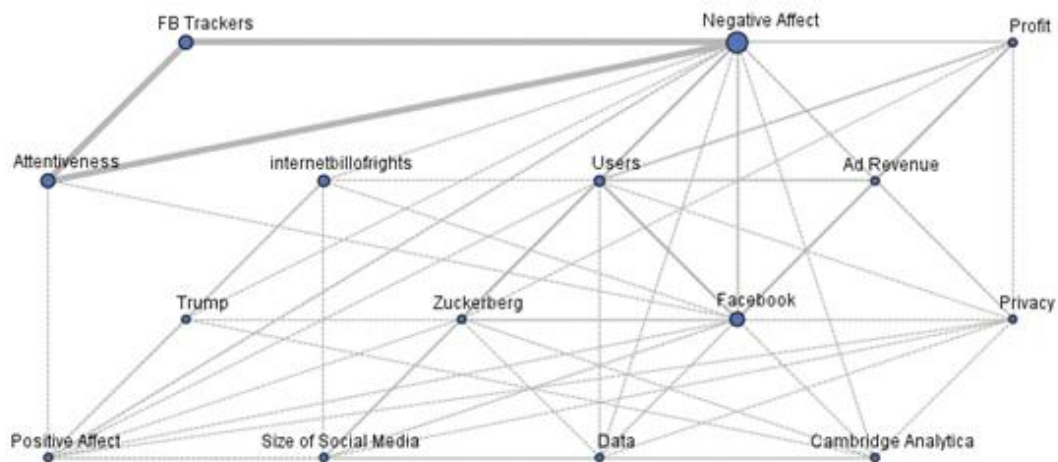 FB Trackers
Negative Affect
Profit
Attentiveness
internetbillofrights
Users
Ad Revenue
Trump
Zuckerberg
Facebook
Privacy
Positive Affect
Size of Social Media
Data
Cambridge Analytica